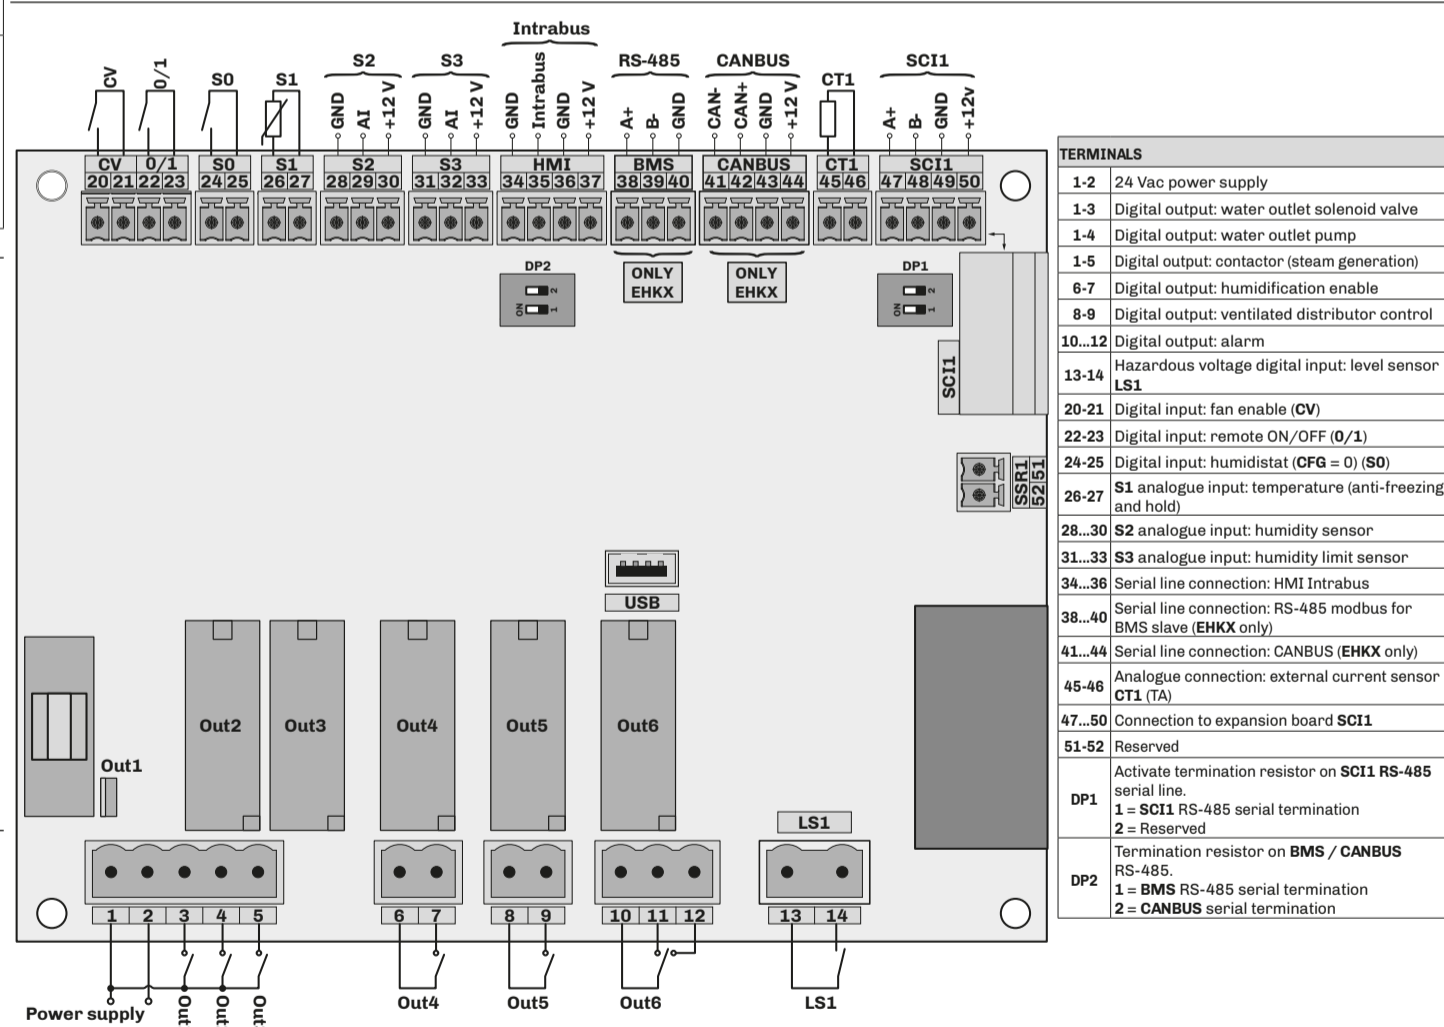 Intrabus
S2 S3 RS-485 CANBUS SCI1
CV 0/1 S0 S1 GND AI +12 V GND AI +12 V GND Intrabus GND +12 V A+ B- GND CAN- CAN+ GND +12 V CT1 A+ B- GND +12v
CV 0/1 S0 S1 S2 S3 HMI BMS CANBUS CT1 SCI1
20 21 22 23 24 25 26 27 28 29 30 31 32 33 34 35 36 37 38 39 40 41 42 43 44 45 46 47 48 49 50
DP2 ONLY EHKX ONLY EHKX DP1
ON 1 2
ON 1 2
SCI1
SSR1
52 51
USB
Out1 Out2 Out3 Out4 Out5 Out6
LS1
1 2 3 4 5 6 7 8 9 10 11 12 13 14
Power supply Out Out Ou Out4 Out5 Out6 LS1
TERMINALS
1-2 24 Vac power supply
1-3 Digital output: water outlet solenoid valve
1-4 Digital output: water outlet pump
1-5 Digital output: contactor (steam generation)
6-7 Digital output: humidification enable
8-9 Digital output: ventilated distributor control
10...12 Digital output: alarm
13-14 Hazardous voltage digital input: level sensor
LS1
20-21 Digital input: fan enable (CV)
22-23 Digital input: remote ON/OFF (0/1)
24-25 Digital input: humidistat (CFG = 0) (S0)
26-27 S1 analogue input: temperature (anti-freezing
and hold)
28...30 S2 analogue input: humidity sensor
31...33 S3 analogue input: humidity limit sensor
34...36 Serial line connection: HMI Intrabus
38...40 Serial line connection: RS-485 modbus for
BMS slave (EHKX only)
41...44 Serial line connection: CANBUS (EHKX only)
45-46 Analogue connection: external current sensor
CT1 (TA)
47...50 Connection to expansion board SCI1
51-52 Reserved
DP1 Activate termination resistor on SCI1 RS-485
serial line.
1 = SCI1 RS-485 serial termination
2 = Reserved
DP2 Termination resistor on BMS / CANBUS
RS-485.
1 = BMS RS-485 serial termination
2 = CANBUS serial termination